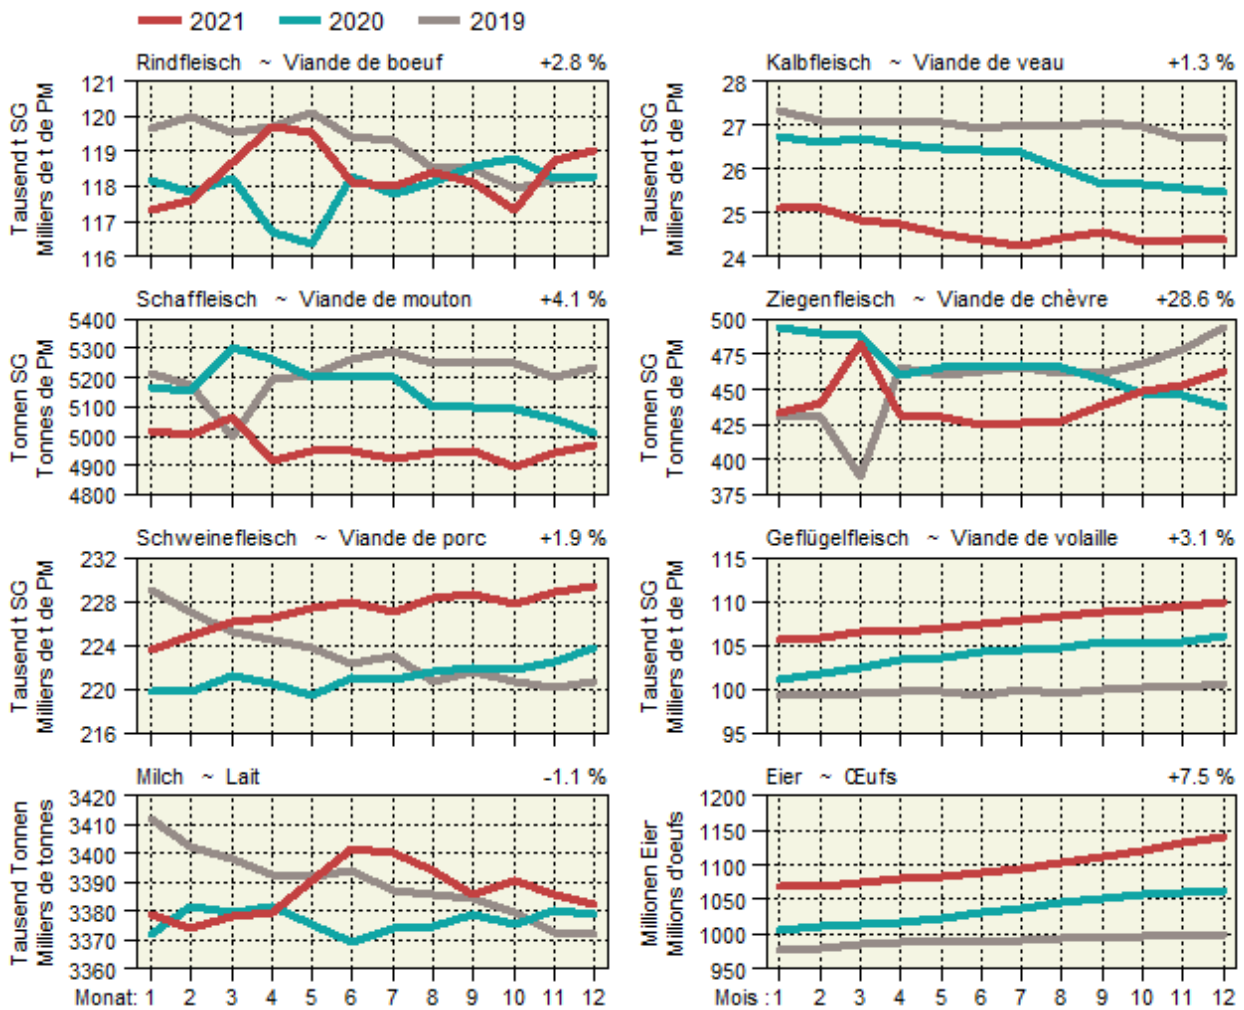 2021 2020 2019
Rindfleisch ~ Viande de boeuf +2.8 %
Tausend t SG
Milliers de t de PM
121
120
119
118
117
116
Kalbfleisch ~ Viande de veau +1.3 %
Tausend t SG
Milliers de t de PM
28
27
26
25
24
Schaffleisch ~ Viande de mouton +4.1 %
Tonnen SG
Tonnes de PM
5400
5300
5200
5100
5000
4900
4800
Ziegenfleisch ~ Viande de chèvre +28.6 %
Tonnen SG
Tonnes de PM
500
475
450
425
400
375
Schweinefleisch ~ Viande de porc +1.9 %
Tausend t SG
Milliers de t de PM
232
228
224
220
216
Geflügelfleisch ~ Viande de volaille +3.1 %
Tausend t SG
Milliers de t de PM
115
110
105
100
95
Milch ~ Lait -1.1 %
Tausend Tonnen
Milliers de tonnes
3420
3410
3400
3390
3380
3370
3360
Monat: 1 2 3 4 5 6 7 8 9 10 11 12
Eier ~ Œufs +7.5 %
Millionen Eier
Millions d'oeufs
1200
1150
1100
1050
1000
950
Mois : 1 2 3 4 5 6 7 8 9 10 11 12